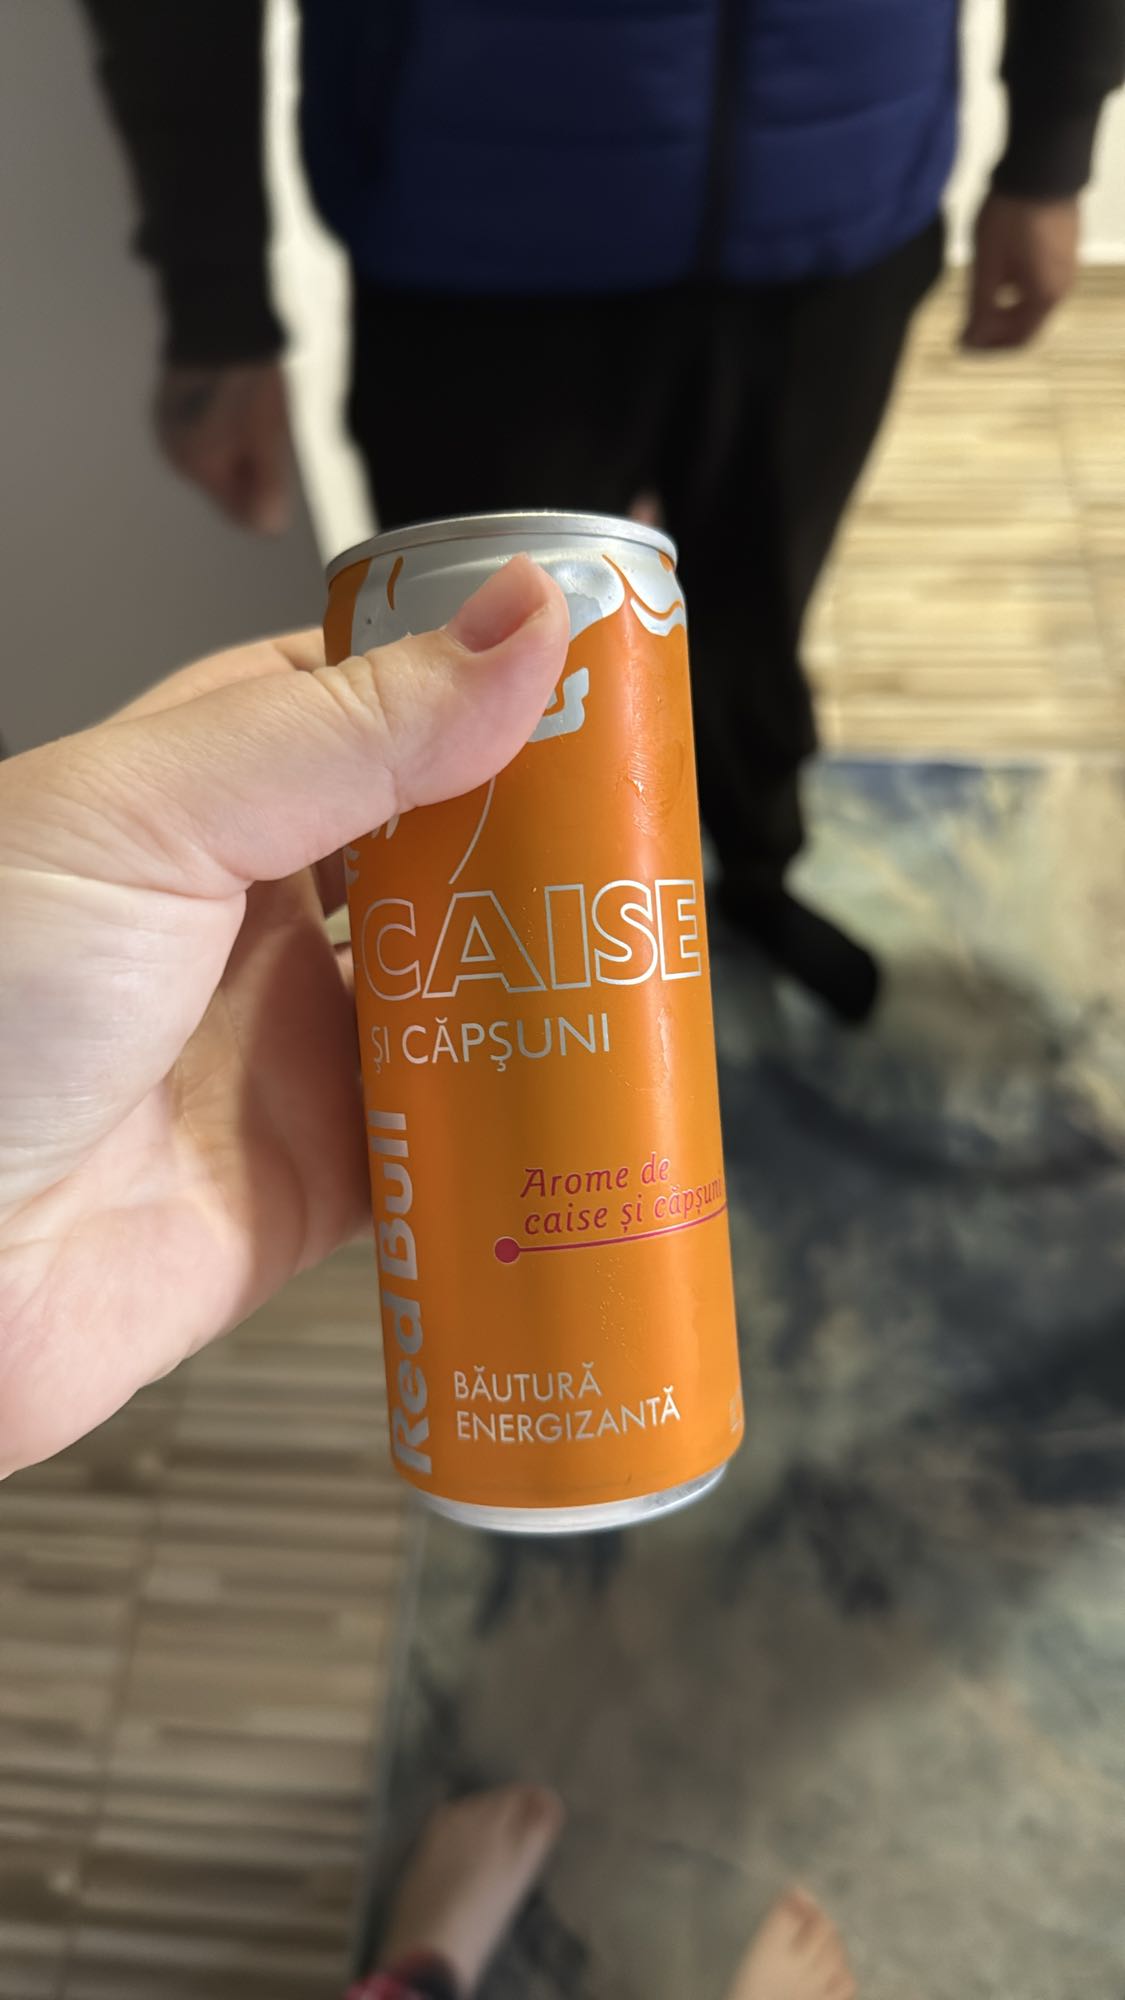 CAISE
ŞI CĂPŞUNI
Red Bull
Arome de
caise și căpșuni
BĂUTURĂ
ENERGIZANTĂ